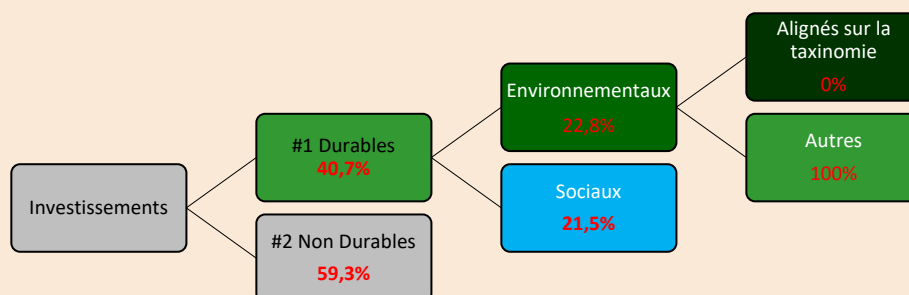 Investissements
#1 Durables
40,7%
#2 Non Durables
59,3%
Environnementaux
22,8%
Sociaux
21,5%
Alignés sur la
taxinomie
0%
Autres
100%